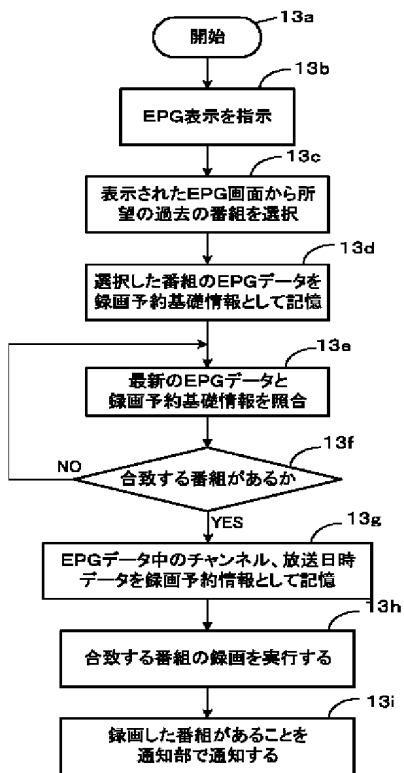 13a
開始
13b
EPG表示を指示
13c
表示されたEPG画面から所
望の過去の番組を選択
13d
選択した番組のEPGデータを
録画予約基礎情報として記憶
13e
最新のEPGデータと
録画予約基礎情報を照合
13f
合致する番組があるか
NO
YES
13g
EPGデータ中のチャンネル、放送日時
データを録画予約情報として記憶
13h
合致する番組の録画を実行する
13i
録画した番組があることを
通知部で通知する